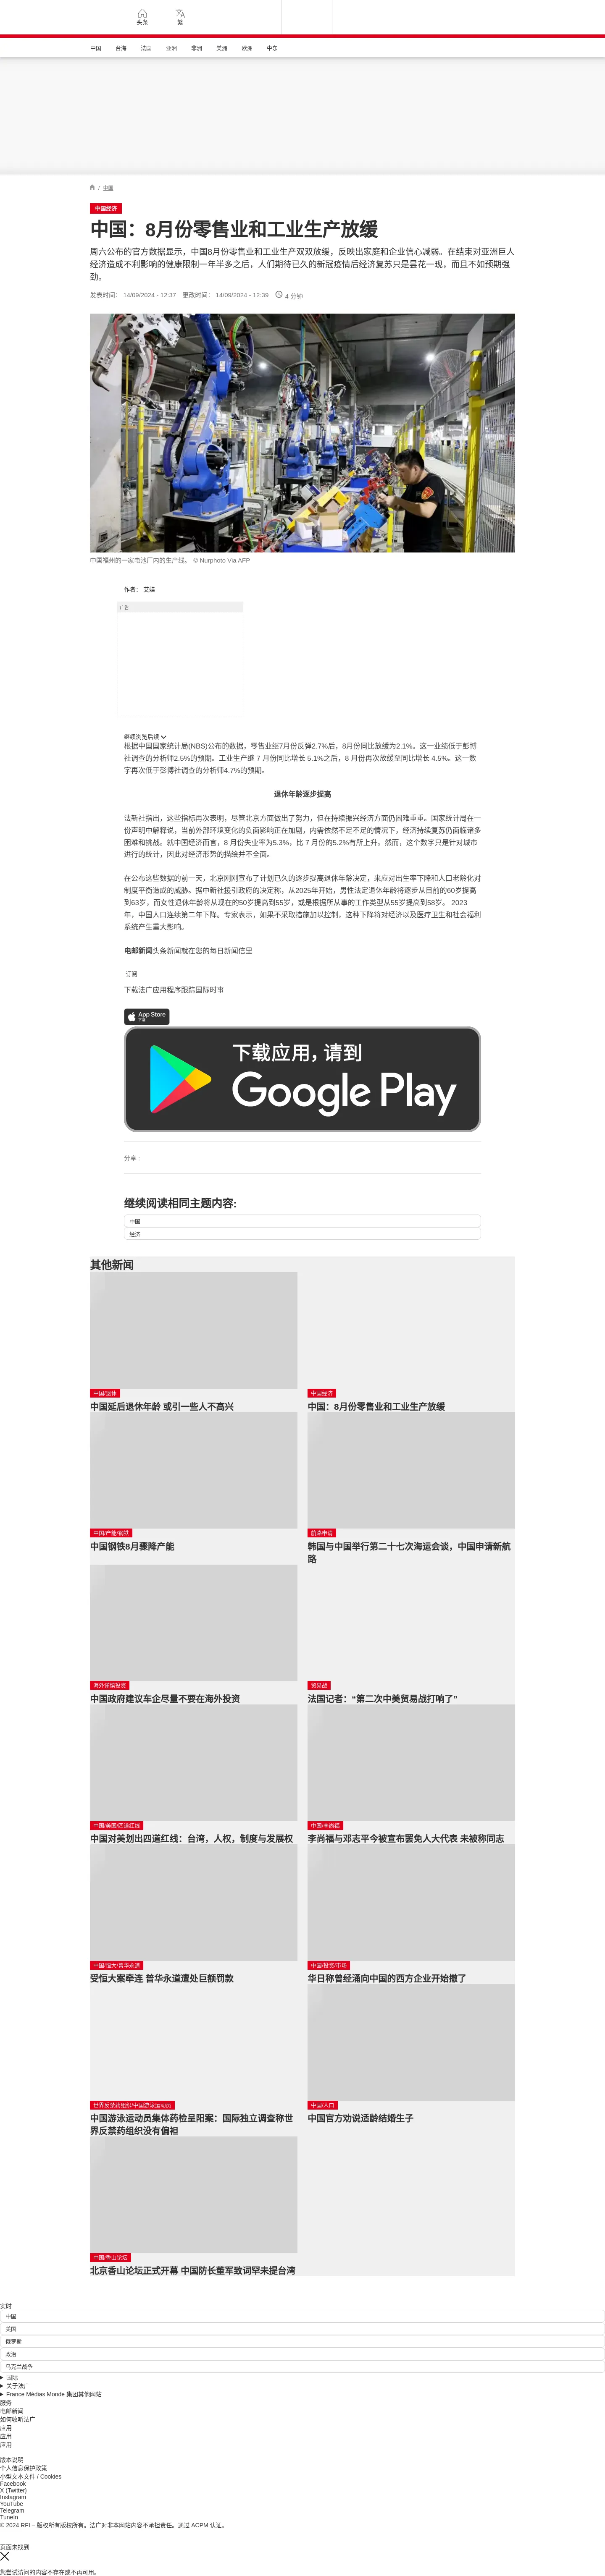 头条
繁
中国
台海
法国
亚洲
非洲
美洲
欧洲
中东
/ 中国
中国经济
中国：8月份零售业和工业生产放缓
周六公布的官方数据显示，中国8月份零售业和工业生产双双放缓，反映出家庭和企业信心减弱。在结束对亚洲巨人
经济造成不利影响的健康限制一年半多之后，人们期待已久的新冠疫情后经济复苏只是昙花一现，而且不如预期强
劲。
发表时间： 14/09/2024 - 12:37 更改时间： 14/09/2024 - 12:39 4 分钟
中国福州的一家电池厂内的生产线。 © Nurphoto Via AFP
作者： 艾娃
广告
继续浏览后续
根据中国国家统计局(NBS)公布的数据，零售业继7月份反弹2.7%后，8月份同比放缓为2.1%。这一业绩低于彭博
社调查的分析师2.5%的预期。工业生产继 7 月份同比增长 5.1%之后，8 月份再次放缓至同比增长 4.5%。这一数
字再次低于彭博社调查的分析师4.7%的预期。
退休年龄逐步提高
法新社指出，这些指标再次表明，尽管北京方面做出了努力，但在持续振兴经济方面仍困难重重。国家统计局在一
份声明中解释说，当前外部环境变化的负面影响正在加剧，内需依然不足不足的情况下，经济持续复苏仍面临诸多
困难和挑战。就中国经济而言，8 月份失业率为5.3%，比 7 月份的5.2%有所上升。然而，这个数字只是针对城市
进行的统计，因此对经济形势的描绘并不全面。
在公布这些数据的前一天，北京刚刚宣布了计划已久的逐步提高退休年龄决定，来应对出生率下降和人口老龄化对
制度平衡造成的威胁。据中新社援引政府的决定称，从2025年开始，男性法定退休年龄将逐步从目前的60岁提高
到63岁，而女性退休年龄将从现在的50岁提高到55岁，或是根据所从事的工作类型从55岁提高到58岁。 2023
年，中国人口连续第二年下降。专家表示，如果不采取措施加以控制，这种下降将对经济以及医疗卫生和社会福利
系统产生重大影响。
电邮新闻头条新闻就在您的每日新闻信里
订阅
下载法广应用程序跟踪国际时事
App Store
下载
下载应用，请到
Google Play
分享 :
继续阅读相同主题内容:
中国
经济
其他新闻
中国/退休
中国延后退休年龄 或引一些人不高兴
中国经济
中国：8月份零售业和工业生产放缓
中国/产能/钢铁
中国钢铁8月骤降产能
航路申请
韩国与中国举行第二十七次海运会谈，中国申请新航
路
海外谨慎投资
中国政府建议车企尽量不要在海外投资
贸易战
法国记者：“第二次中美贸易战打响了”
中国/美国/四道红线
中国对美划出四道红线：台湾，人权，制度与发展权
中国/李尚福
李尚福与邓志平今被宣布罢免人大代表 未被称同志
中国/恒大/普华永道
受恒大案牵连 普华永道遭处巨额罚款
中国/投资/市场
华日称曾经涌向中国的西方企业开始撤了
世界反禁药组织/中国游泳运动员
中国游泳运动员集体药检呈阳案：国际独立调查称世
界反禁药组织没有偏袒
中国/人口
中国官方劝说适龄结婚生子
中国/香山论坛
北京香山论坛正式开幕 中国防长董军致词罕未提台湾
实时
中国
美国
俄罗斯
政治
乌克兰战争
国际
关于法广
France Médias Monde 集团其他网站
服务
电邮新闻
如何收听法广
应用
应用
应用
版本说明
个人信息保护政策
小型文本文件 / Cookies
Facebook
X (Twitter)
Instagram
YouTube
Telegram
TuneIn
© 2024 RFI – 版权所有版权所有。法广对非本网站内容不承担责任。通过 ACPM 认证。
页面未找到
您尝试访问的内容不存在或不再可用。